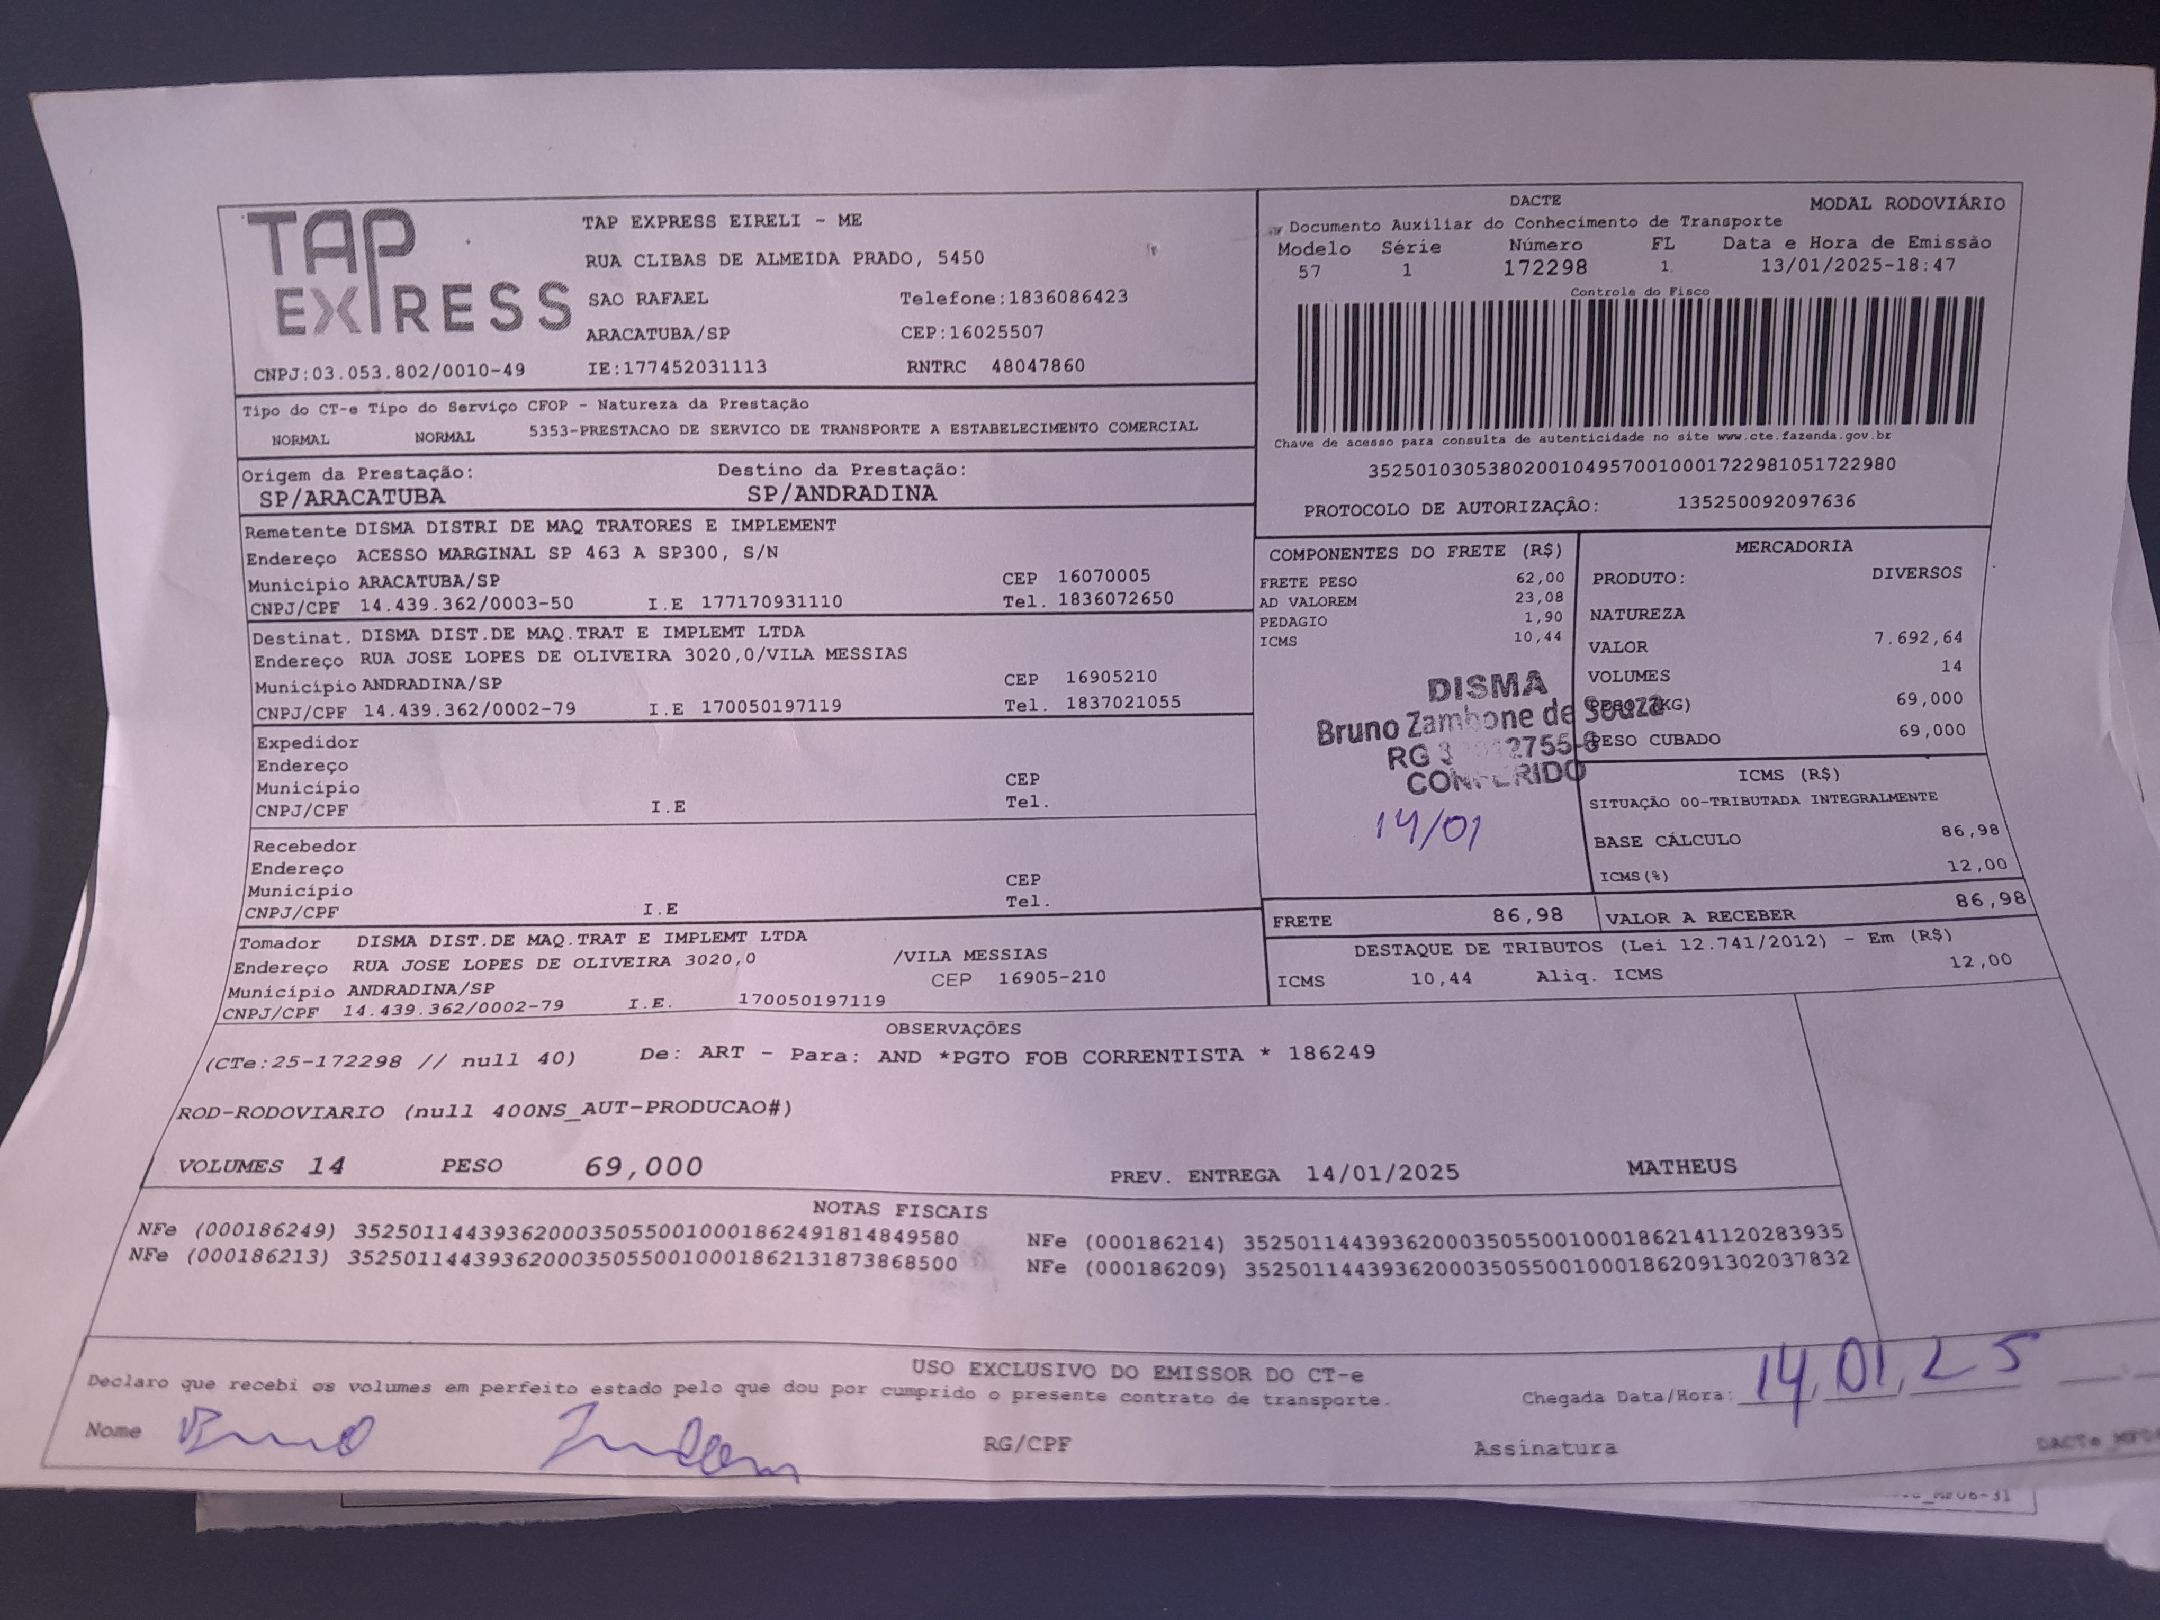 TAP
EXPRESS
TAP EXPRESS EIRELI - ME
RUA CLIBAS DE ALMEIDA PRADO, 5450
SAO RAFAEL Telefone:1836086423
ARACATUBA/SP CEP:16025507
CNPJ:03.053.802/0010-49 IE:177452031113 RNTRC 48047860
DACTE MODAL RODOVIÁRIO
Documento Auxiliar do Conhecimento de Transporte
Modelo Série Número FL Data e Hora de Emissão
57 1 172298 1 13/01/2025-18:47
Controle do Fisco
Chave de acesso para consulta de autenticidade no site www.cte.fazenda.gov.br
35250103053802001049570010001722981051722980
PROTOCOLO DE AUTORIZAÇÂO: 135250092097636
Tipo do CT-e Tipo do Serviço CFOP - Natureza da Prestação
NORMAL NORMAL 5353-PRESTACAO DE SERVICO DE TRANSPORTE A ESTABELECIMENTO COMERCIAL
Origem da Prestação: Destino da Prestação:
SP/ARACATUBA SP/ANDRADINA
Remetente DISMA DISTRI DE MAQ TRATORES E IMPLEMENT
Endereço ACESSO MARGINAL SP 463 A SP300, S/N
Município ARACATUBA/SP CEP 16070005
CNPJ/CPF 14.439.362/0003-50 I.E 177170931110 Tel. 1836072650
Destinat. DISMA DIST.DE MAQ.TRAT E IMPLEMT LTDA
Endereço RUA JOSE LOPES DE OLIVEIRA 3020,0/VILA MESSIAS
Município ANDRADINA/SP CEP 16905210
CNPJ/CPF 14.439.362/0002-79 I.E 170050197119 Tel. 1837021055
Expedidor
Endereço
Município CEP
CNPJ/CPF I.E Tel.
Recebedor
Endereço
Município CEP
CNPJ/CPF I.E Tel.
Tomador DISMA DIST.DE MAQ.TRAT E IMPLEMT LTDA
Endereço RUA JOSE LOPES DE OLIVEIRA 3020,0 /VILA MESSIAS
Município ANDRADINA/SP CEP 16905-210
CNPJ/CPF 14.439.362/0002-79 I.E. 170050197119
COMPONENTES DO FRETE (R$)
FRETE PESO 62,00
AD VALOREM 23,08
PEDAGIO 1,90
ICMS 10,44
DISMA
Bruno Zambone de Souza
RG
CONFERIDO
14/01
MERCADORIA
PRODUTO: DIVERSOS
NATUREZA
VALOR 7.692,64
VOLUMES 14
PESO (KG) 69,000
PESO CUBADO 69,000
ICMS (R$)
SITUAÇÃO 00-TRIBUTADA INTEGRALMENTE
BASE CÁLCULO 86,98
ICMS(%) 12,00
FRETE 86,98 VALOR A RECEBER 86,98
DESTAQUE DE TRIBUTOS (Lei 12.741/2012) - Em (R$)
ICMS 10,44 Aliq. ICMS 12,00
OBSERVAÇÕES
(CTe:25-172298 // null 40) De: ART - Para: AND *PGTO FOB CORRENTISTA * 186249
ROD-RODOVIARIO (null 400NS_AUT-PRODUCAO#)
VOLUMES 14 PESO 69,000 PREV. ENTREGA 14/01/2025 MATHEUS
NOTAS FISCAIS
NFe (000186249) 35250114439362000350550010001862491814849580 NFe (000186214) 35250114439362000350550010001862141120283935
NFe (000186213) 35250114439362000350550010001862131873868500 NFe (000186209) 35250114439362000350550010001862091302037832
USO EXCLUSIVO DO EMISSOR DO CT-e
Declaro que recebi os volumes em perfeito estado pelo que dou por cumprido o presente contrato de transporte. Chegada Data/Hora: 14,01,25
Nome Bruno RG/CPF Assinatura